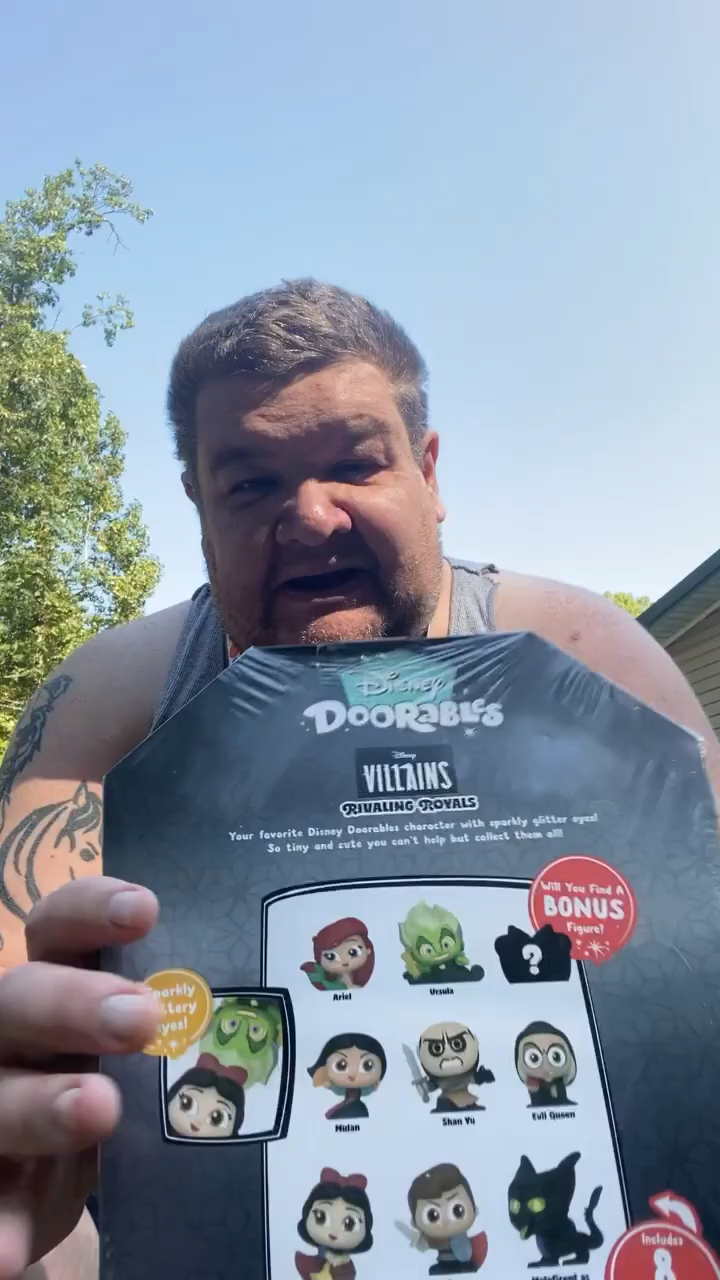 Disney
DOORABLES
Disney
VILLAINS
RIVALING ROYALS
Your favorite Disney Doorables character with sparkly glitter eyes!
So tiny and cute you can't help but collect them all!
Will You Find A
BONUS
Figure?
?
Ariel
Ursula
Mulan
Shan Yu
Evil Queen
Includes
8